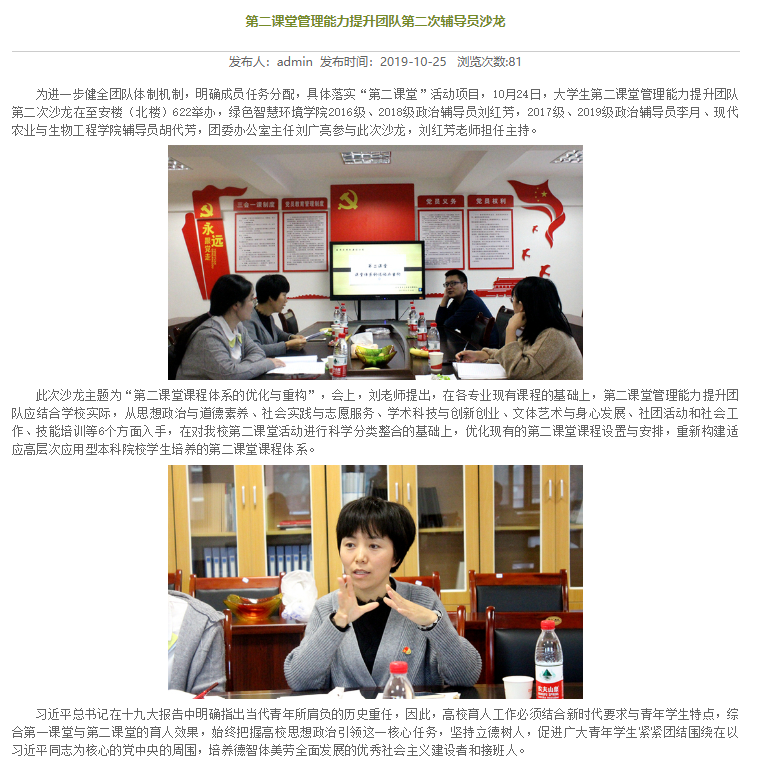 第二课堂管理能力提升团队第二次辅导员沙龙
发布人：admin 发布时间：2019-10-25 浏览次数:81
为进一步健全团队体制机制，明确成员任务分配，具体落实“第二课堂”活动项目，10月24日，大学生第二课堂管理能力提升团队
第二次沙龙在至安楼（北楼）622举办，绿色智慧环境学院2016级、2018级政治辅导员刘红芳，2017级、2019级政治辅导员李月、现代
农业与生物工程学院辅导员胡代芳，团委办公室主任刘广亮参与此次沙龙，刘红芳老师担任主持。
三会一课制度
党员教育管理制度
党员义务
党员权利
永远
跟党走
此次沙龙主题为“第二课堂课程体系的优化与重构”，会上，刘老师提出，在各专业现有课程的基础上，第二课堂管理能力提升团
队应结合学校实际，从思想政治与道德素养、社会实践与志愿服务、学术科技与创新创业、文体艺术与身心发展、社团活动和社会工
作、技能培训等6个方面入手，在对我校第二课堂活动进行科学分类整合的基础上，优化现有的第二课堂课程设置与安排，重新构建适
应高层次应用型本科院校学生培养的第二课堂课程体系。
农夫山泉
习近平总书记在十九大报告中明确指出当代青年所肩负的历史重任，因此，高校育人工作必须结合新时代要求与青年学生特点，综
合第一课堂与第二课堂的育人效果，始终把握高校思想政治引领这一核心任务，坚持立德树人，促进广大青年学生紧紧团结围绕在以
习近平同志为核心的党中央的周围，培养德智体美劳全面发展的优秀社会主义建设者和接班人。